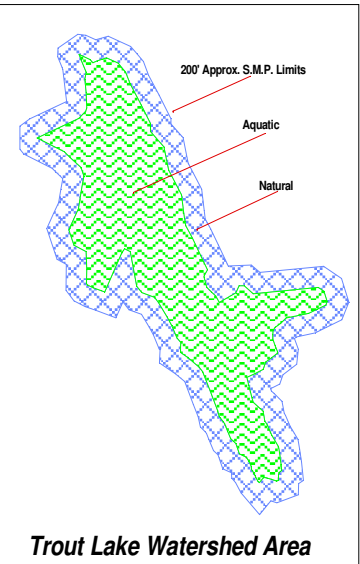 200' Approx. S.M.P. Limits
Aquatic
Natural
Trout Lake Watershed Area